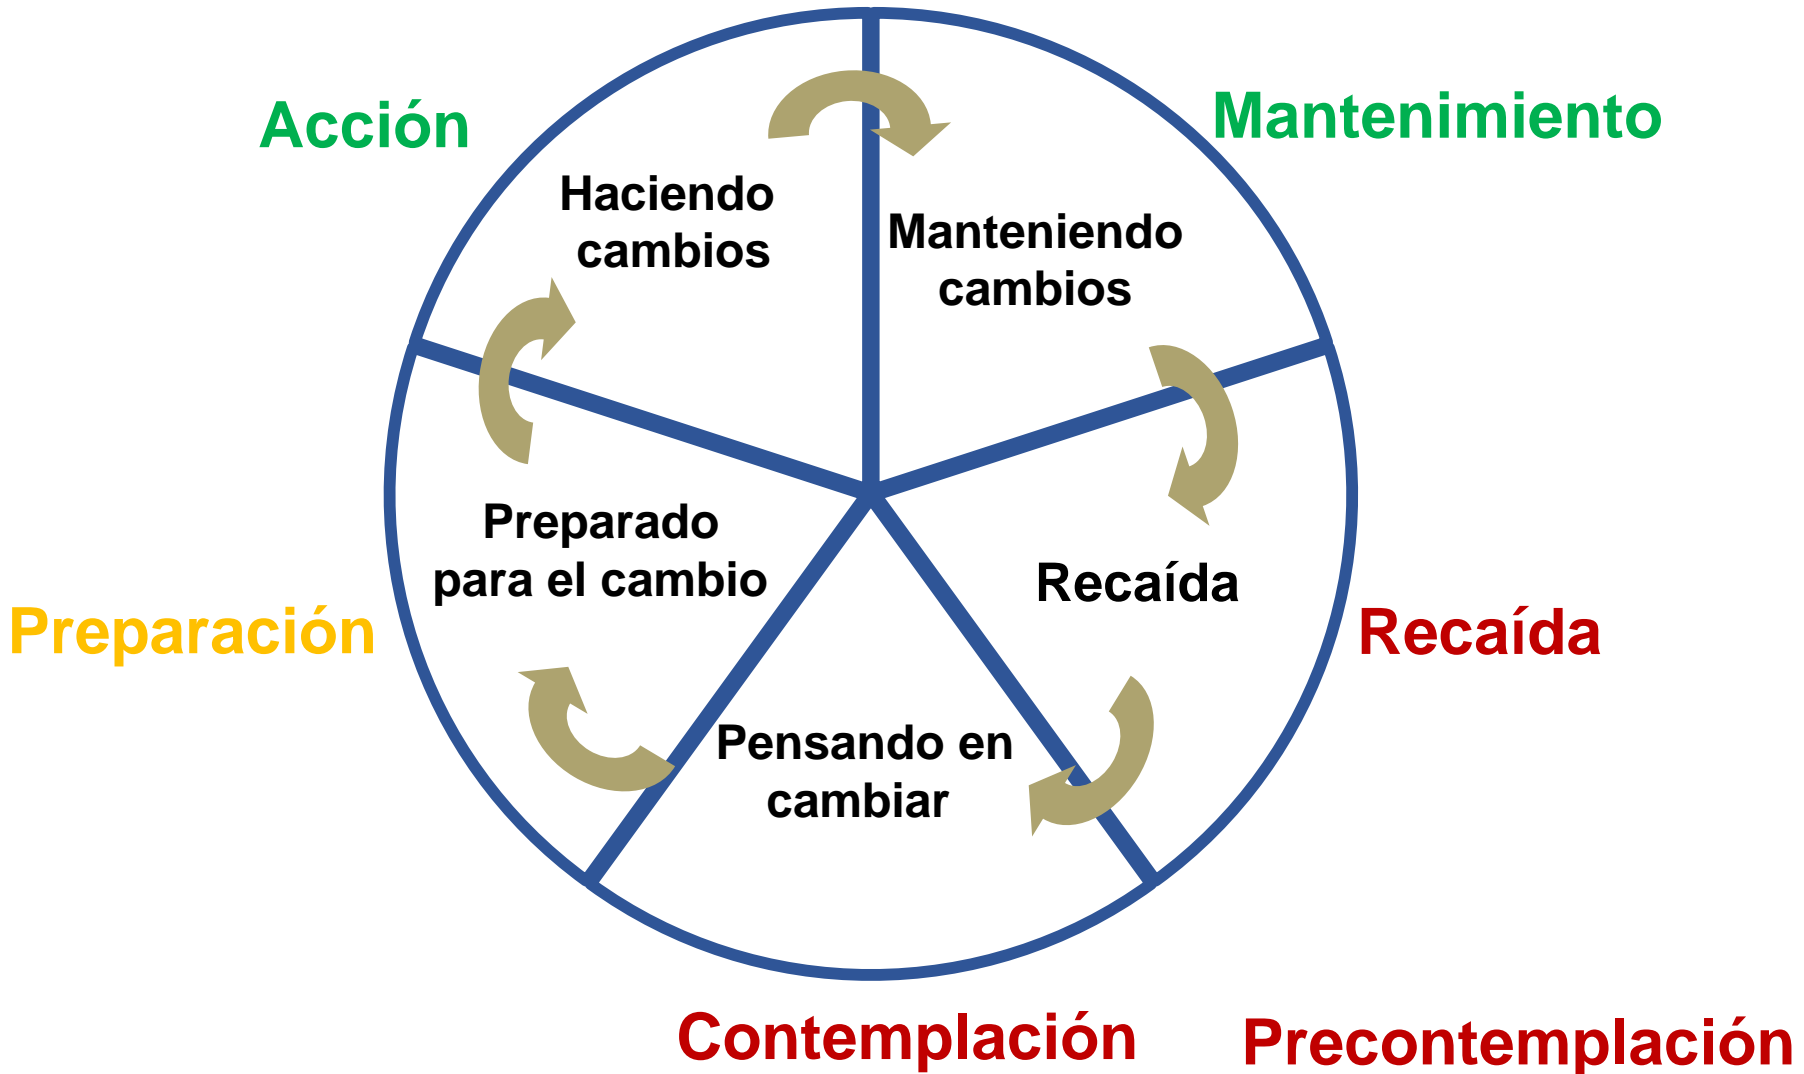 Acción
Mantenimiento
Haciendo
cambios
Manteniendo
cambios
Preparado
para el cambio
Recaída
Preparación
Recaída
Pensando en
cambiar
Contemplación
Precontemplación